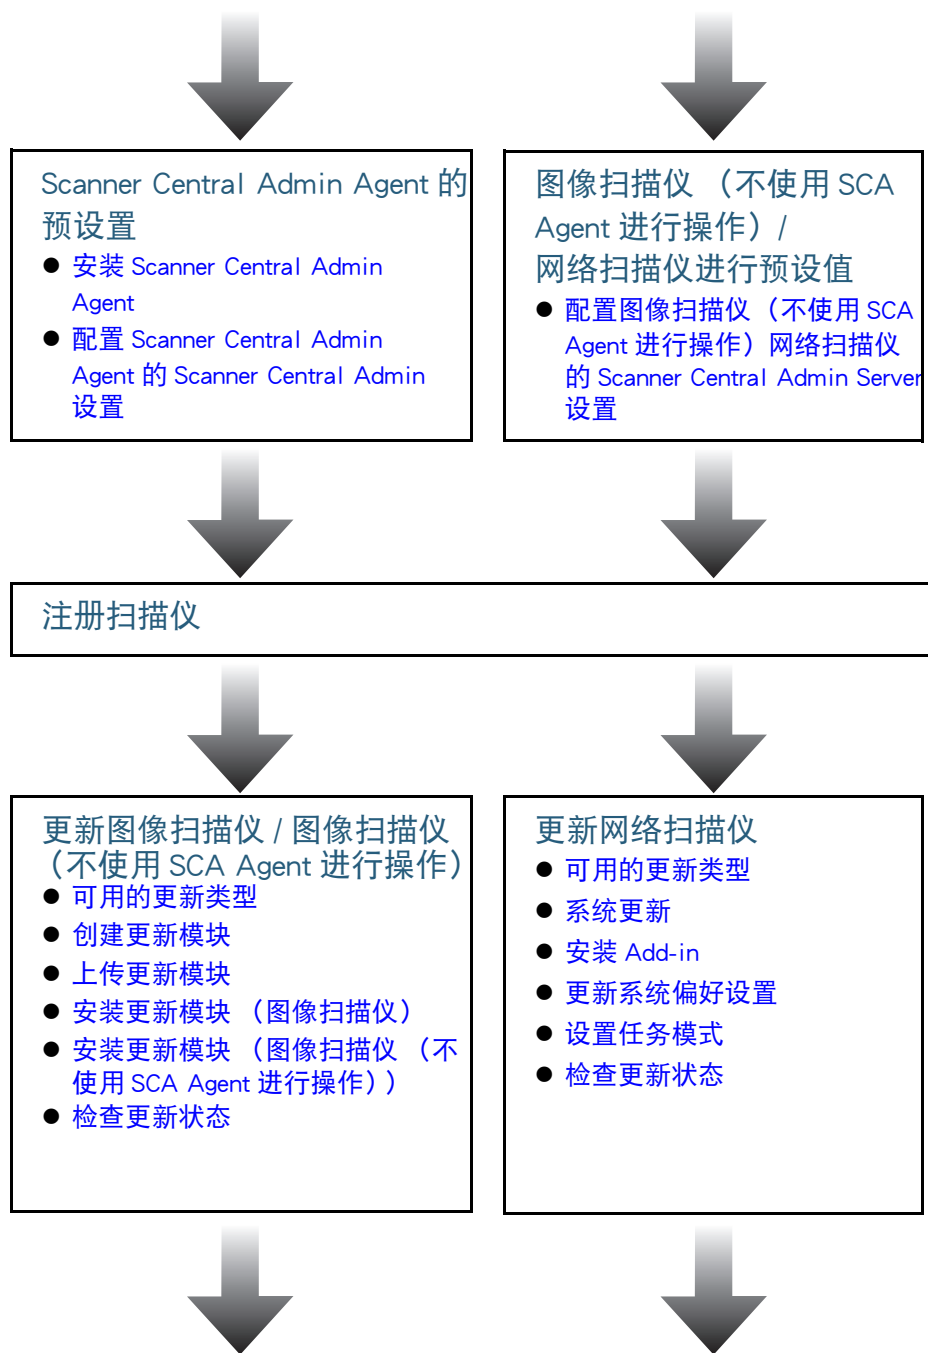 Scanner Central Admin Agent 的
预设置
● 安装 Scanner Central Admin
Agent
● 配置 Scanner Central Admin
Agent 的 Scanner Central Admin
设置
图像扫描仪 （不使用 SCA
Agent 进行操作）/
网络扫描仪进行预设值
● 配置图像扫描仪（不使用 SCA
Agent 进行操作）网络扫描仪
的 Scanner Central Admin Server
设置
注册扫描仪
更新图像扫描仪 / 图像扫描仪
（不使用 SCA Agent 进行操作）
● 可用的更新类型
● 创建更新模块
● 上传更新模块
● 安装更新模块 （图像扫描仪）
● 安装更新模块 （图像扫描仪 （不
使用 SCA Agent 进行操作））
● 检查更新状态
更新网络扫描仪
● 可用的更新类型
● 系统更新
● 安装 Add-in
● 更新系统偏好设置
● 设置任务模式
● 检查更新状态